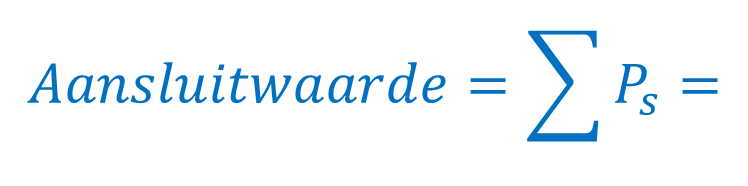 Aansluitwaarde = ∑ Pₛ =